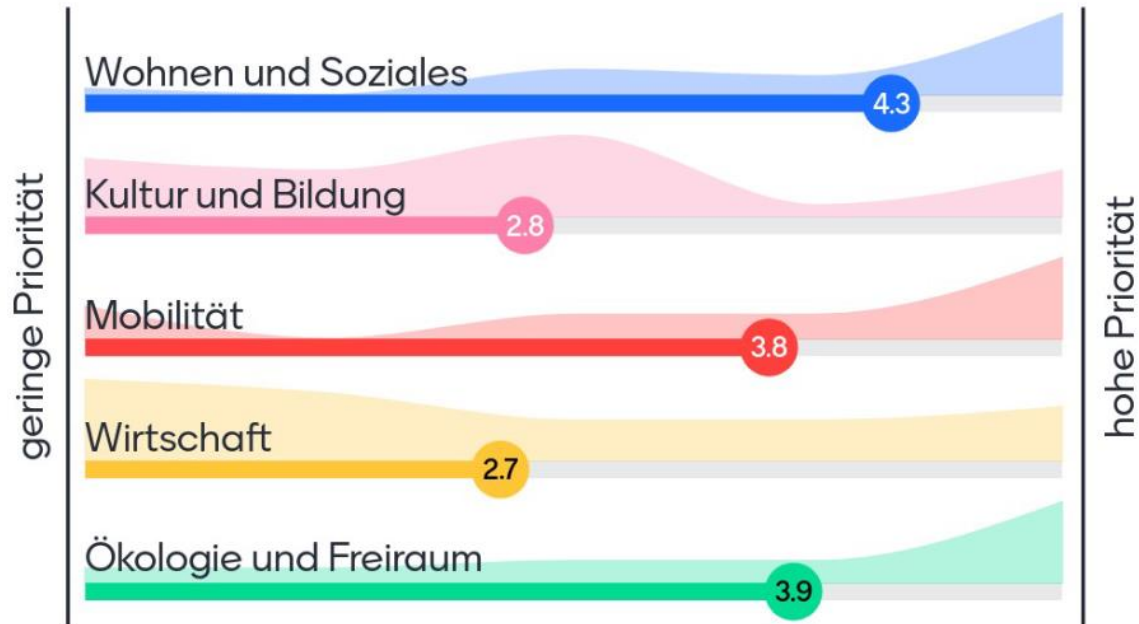 geringe Priorität
Wohnen und Soziales
4.3
Kultur und Bildung
2.8
Mobilität
3.8
Wirtschaft
2.7
Ökologie und Freiraum
3.9
hohe Priorität